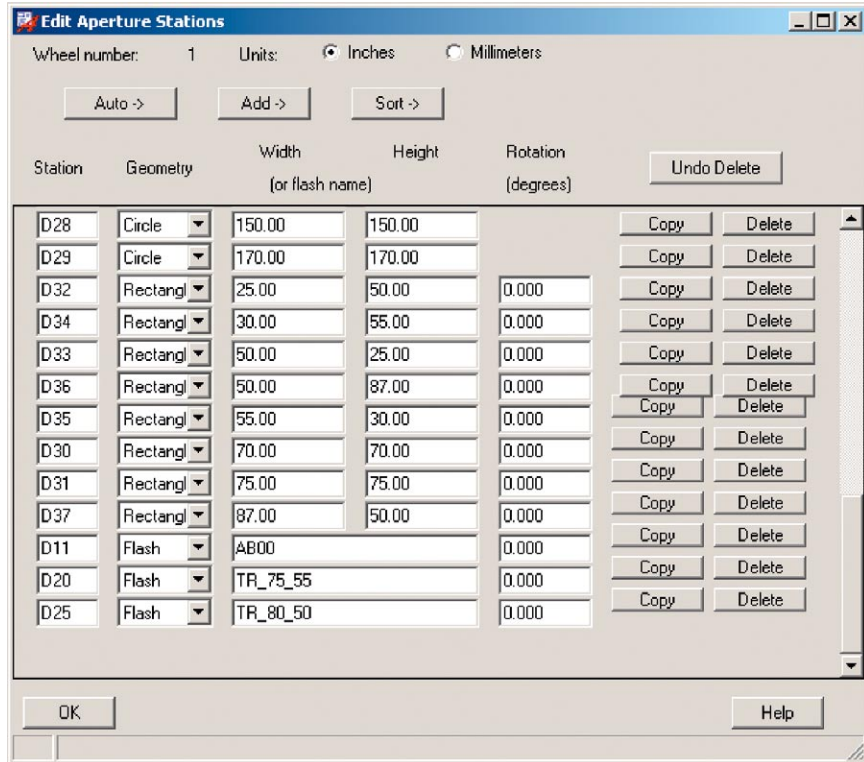 Edit Aperture Stations
Wheel number: 1 Units: Inches Millimeters
Auto -> Add -> Sort ->
Station Geometry Width Height Rotation Undo Delete
(or flash name) (degrees)
D28 Circle 150.00 150.00 Copy Delete
D29 Circle 170.00 170.00 Copy Delete
D32 Rectangl 25.00 50.00 0.000 Copy Delete
D34 Rectangl 30.00 55.00 0.000 Copy Delete
D33 Rectangl 50.00 25.00 0.000 Copy Delete
D36 Rectangl 50.00 87.00 0.000 Copy Delete
D35 Rectangl 55.00 30.00 0.000 Copy Delete
D30 Rectangl 70.00 70.00 0.000 Copy Delete
D31 Rectangl 75.00 75.00 0.000 Copy Delete
D37 Rectangl 87.00 50.00 0.000 Copy Delete
D11 Flash AB00 0.000 Copy Delete
D20 Flash TR_75_55 0.000 Copy Delete
D25 Flash TR_80_50 0.000 Copy Delete
OK Help